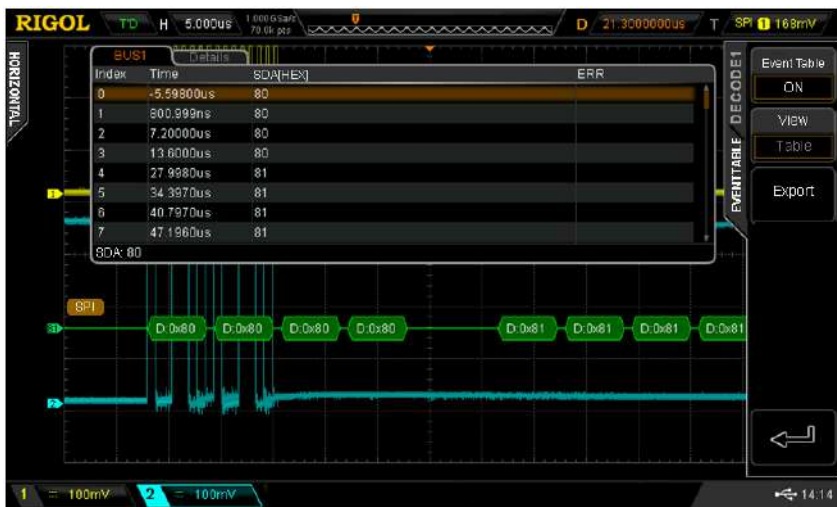 RIGOL T'D H 5.000us 1.000GSa/s 70.0k pts D 21.3000000us T SPI 1 168mV
HORIZONTAL
BUS1 Details
Index Time SDA[HEX] ERR
0 -5.59800us 80
1 800.999ns 80
2 7.20000us 80
3 13.6000us 80
4 27.9980us 81
5 34.3970us 81
6 40.7970us 81
7 47.1960us 81
SDA: 80
DECODE1
EVENTTABLE
Event Table
ON
View
Table
Export
SPI
D:0x80 D:0x80 D:0x80 D:0x80 D:0x81 D:0x81 D:0x81 D:0x81
1 = 100mV 2 = 100mV 14:14